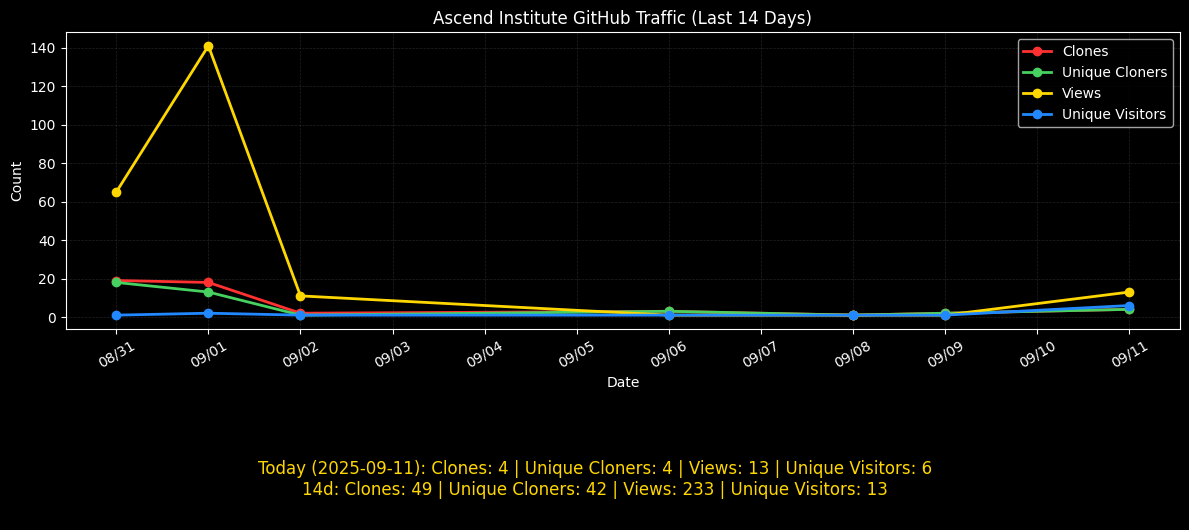 Ascend Institute GitHub Traffic (Last 14 Days)
Clones
Unique Cloners
Views
Unique Visitors
Count
140
120
100
80
60
40
20
0
08/31
09/01
09/02
09/03
09/04
09/05
09/06
09/07
09/08
09/09
09/10
09/11
Date
Today (2025-09-11): Clones: 4 | Unique Cloners: 4 | Views: 13 | Unique Visitors: 6
14d: Clones: 49 | Unique Cloners: 42 | Views: 233 | Unique Visitors: 13